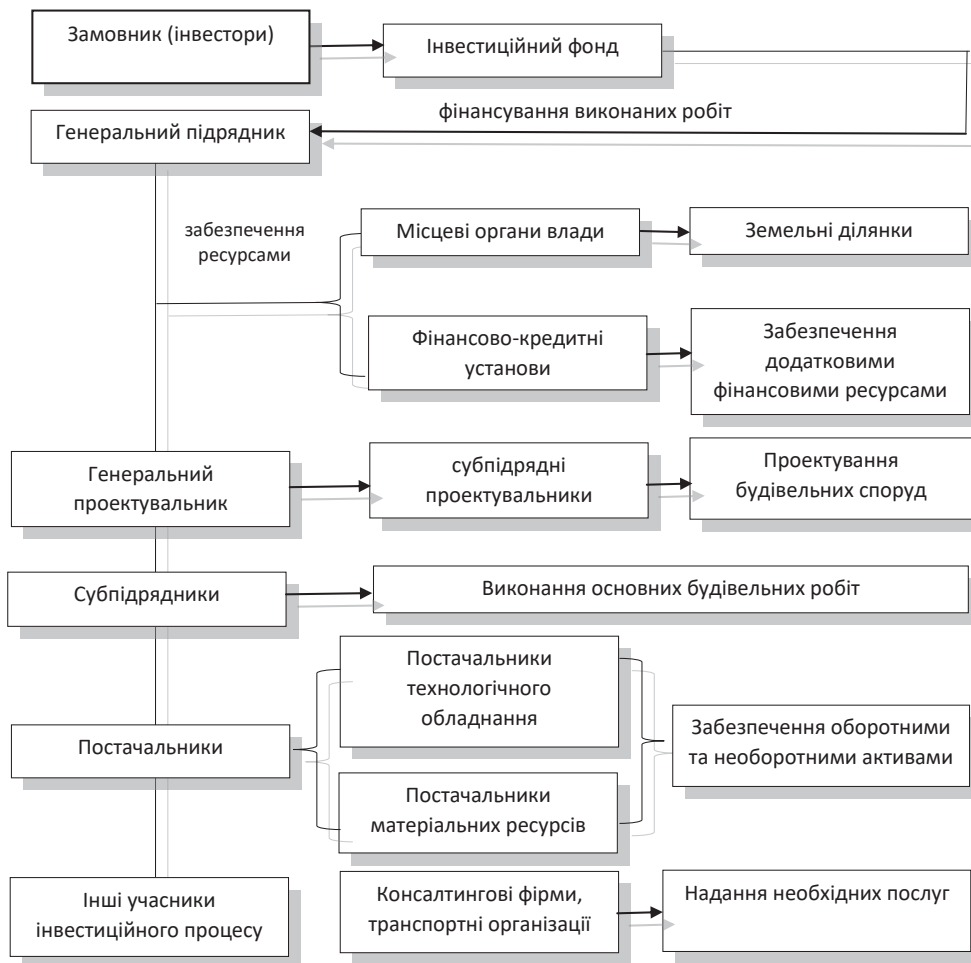 Замовник (інвестори)
Інвестиційний фонд
фінансування виконаних робіт
Генеральний підрядник
забезпечення
ресурсами
Місцеві органи влади
Земельні ділянки
Фінансово-кредитні
установи
Забезпечення
додатковими
фінансовими ресурсами
Генеральний
проектувальник
субпідрядні
проектувальники
Проектування
будівельних споруд
Субпідрядники
Виконання основних будівельних робіт
Постачальники
технологічного
обладнання
Постачальники
Забезпечення оборотними
та необоротними активами
Постачальники
матеріальних ресурсів
Інші учасники
інвестиційного процесу
Консалтингові фірми,
транспортні організації
Надання необхідних послуг